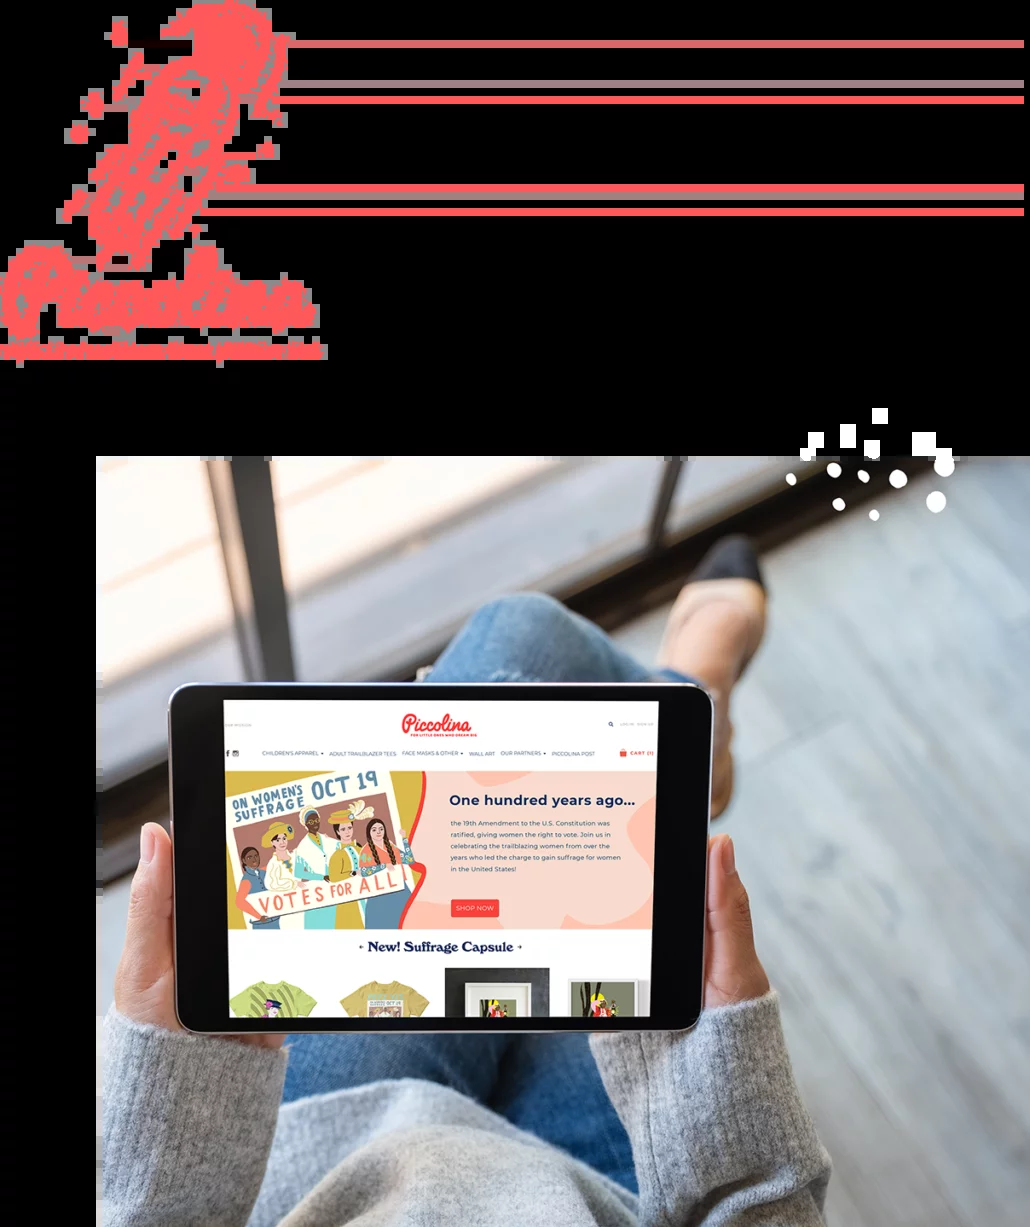 Piccolina
Piccolina
FOR LITTLE ONES WHO DREAM BIG
OUR MISSION
LOG IN SIGN UP
CHILDREN'S APPAREL ADULT TRAILBLAZER TEES FACE MASKS & OTHER WALL ART OUR PARTNERS PICCOLINA POST
CART (1)
ON WOMEN'S
SUFFRAGE
OCT 19
VOTES FOR ALL!
One hundred years ago...
the 19th Amendment to the U.S. Constitution was
ratified, giving women the right to vote. Join us in
celebrating the trailblazing women from over the
years who led the charge to gain suffrage for women
in the United States!
SHOP NOW
← New! Suffrage Capsule →